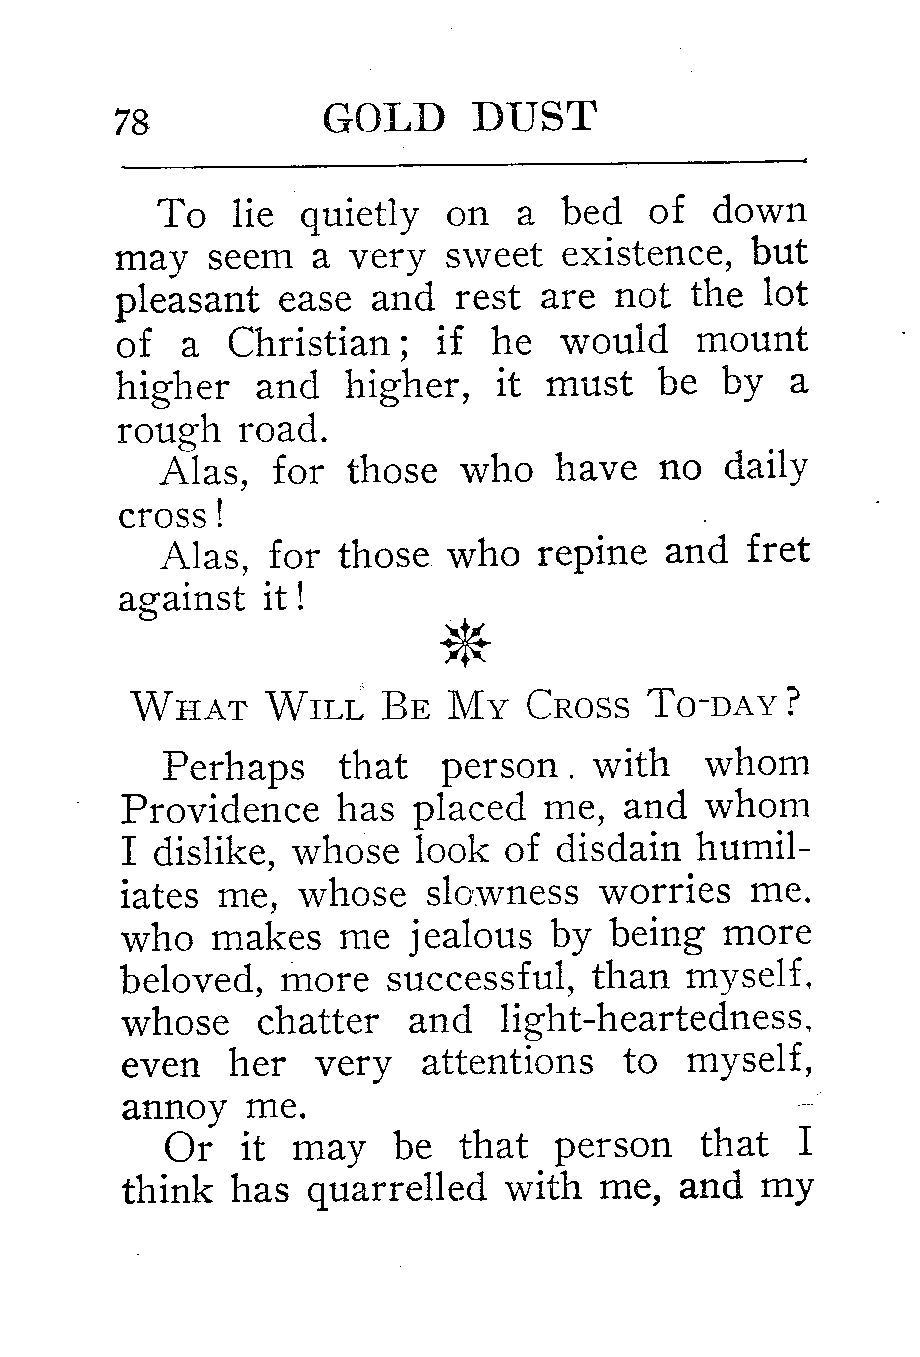 78 GOLD DUST
To lie quietly on a bed of down
may seem a very sweet existence, but
pleasant ease and rest are not the lot
of a Christian; if he would mount
higher and higher, it must be by a
rough road.
Alas, for those who have no daily
cross!
Alas, for those who repine and fret
against it!
WHAT WILL BE MY CROSS TO-DAY?
Perhaps that person. with whom
Providence has placed me, and whom
I dislike, whose look of disdain humil-
iates me, whose slowness worries me.
who makes me jealous by being more
beloved, more successful, than myself.
whose chatter and light-heartedness,
even her very attentions to myself,
annoy me.
Or it may be that person that I
think has quarrelled with me, and my